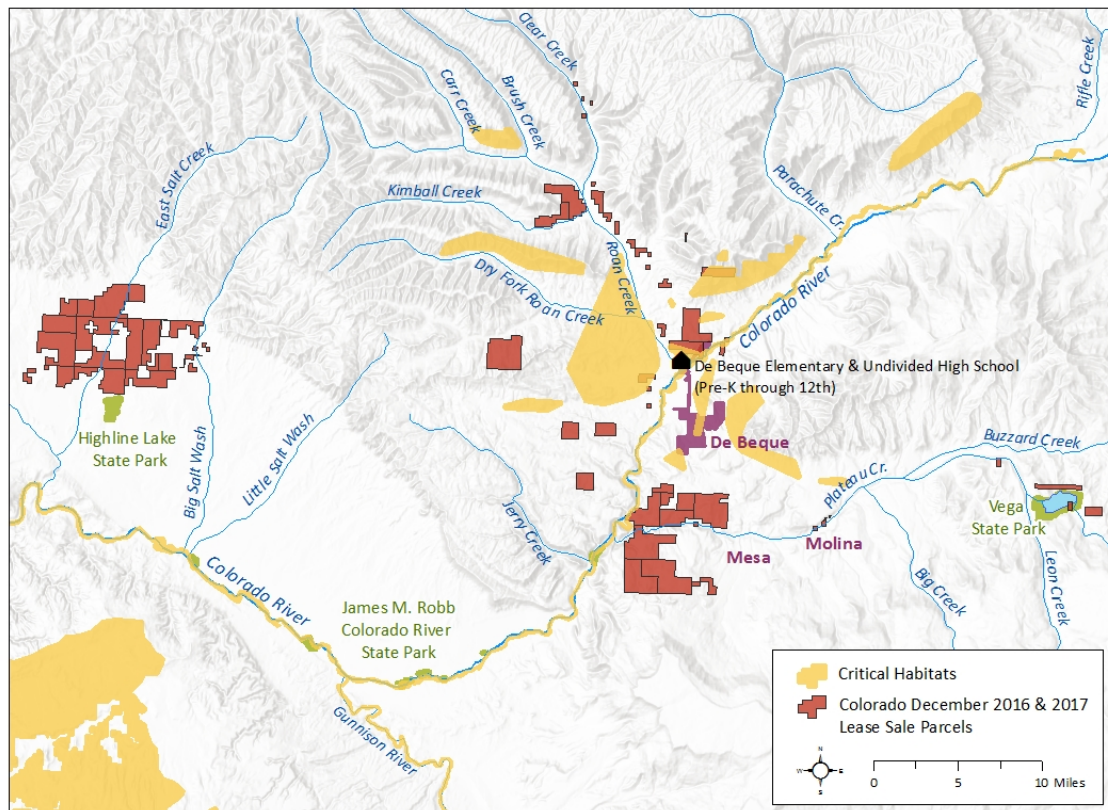 Clear Creek
Carr Creek
Brush Creek
Rifle Creek
East Salt Creek
Kimball Creek
Parachute Cr.
Roan Creek
Dry Fork Roan Creek
Colorado River
De Beque Elementary & Undivided High School
(Pre-K through 12th)
Highline Lake
State Park
Big Salt Wash
Little Salt Wash
De Beque
Buzzard Creek
Plateau Cr.
Vega
State Park
Jerry Creek
Mesa
Molina
Big Creek
Leon Creek
Colorado River
James M. Robb
Colorado River
State Park
Gunnison River
Critical Habitats
Colorado December 2016 & 2017
Lease Sale Parcels
N
W
E
S
0 5 10 Miles